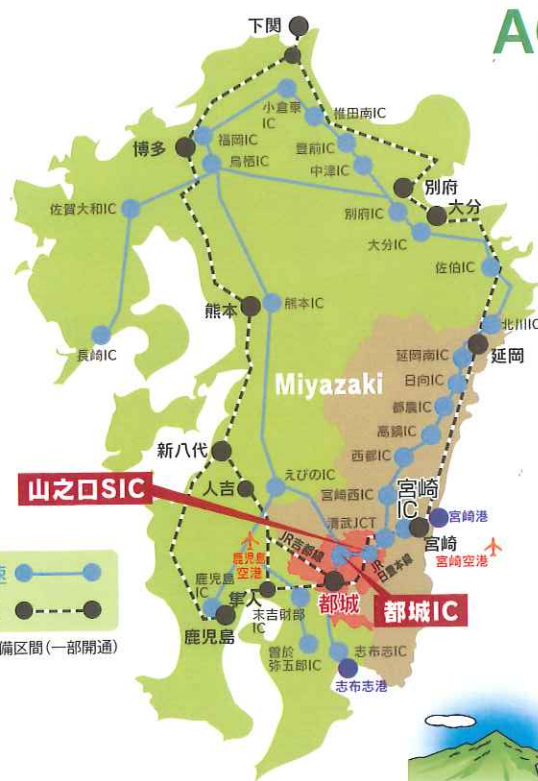 下関
AC
小倉東
IC
椎田南IC
福岡IC
豊前IC
博多
鳥栖IC
中津IC
別府
大分
佐賀大和IC
別府IC
大分IC
佐伯IC
熊本
熊本IC
北川IC
長崎IC
延岡南IC
延岡
Miyazaki
日向IC
都農IC
高鍋IC
新八代
西都IC
人吉
えびのIC
宮崎西IC
宮崎
IC
山之口SIC
清武JCT
宮崎港
JR吉都線
宮崎
JR
日豊本線
宮崎空港
鹿児島
空港
鹿児島
IC
隼人
都城
都城IC
末吉財部
IC
鹿児島
備区間(一部開通)
曽於
弥五郎IC
志布志IC
志布志港